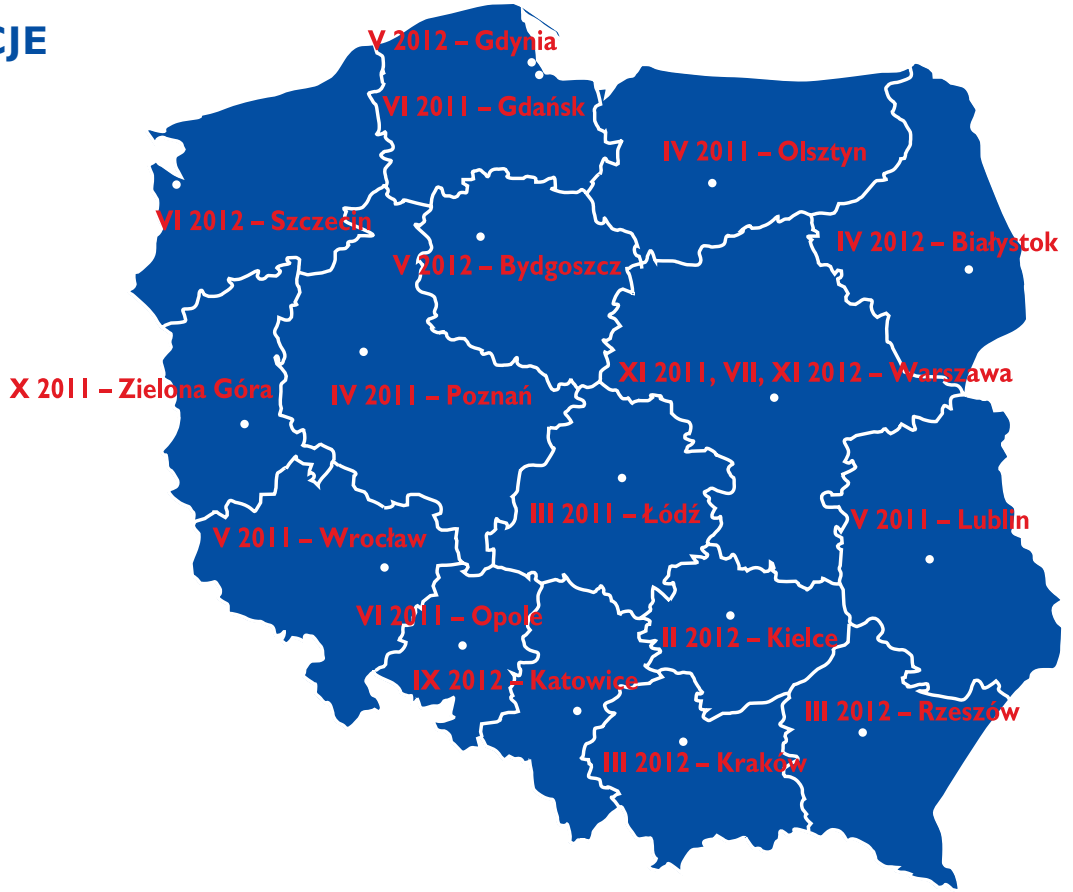 CJE
V 2012 – Gdynia
VI 2011 – Gdańsk
IV 2011 – Olsztyn
VI 2012 – Szczecin
IV 2012 – Białystok
V 2012 – Bydgoszcz
XI 2011, VII, XI 2012 – Warszawa
X 2011 – Zielona Góra
IV 2011 – Poznań
III 2011 – Łódź
V 2011 – Lublin
V 2011 – Wrocław
VI 2011 – Opole
II 2012 – Kielce
IX 2012 – Katowice
III 2012 – Rzeszów
III 2012 – Kraków